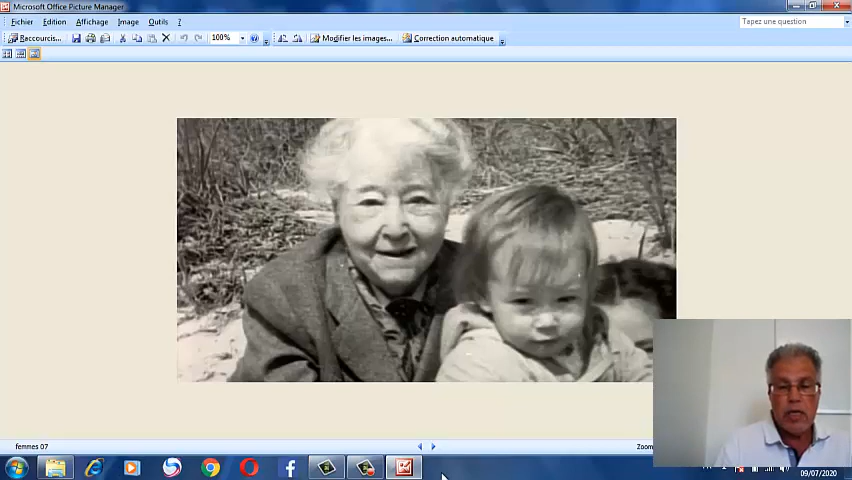 Microsoft Office Picture Manager
Fichier Edition Affichage Image Outils ?
Tapez une question
Raccourcis... 100% Modifier les images... Correction automatique
femmes 07
Zoom
09/07/2020